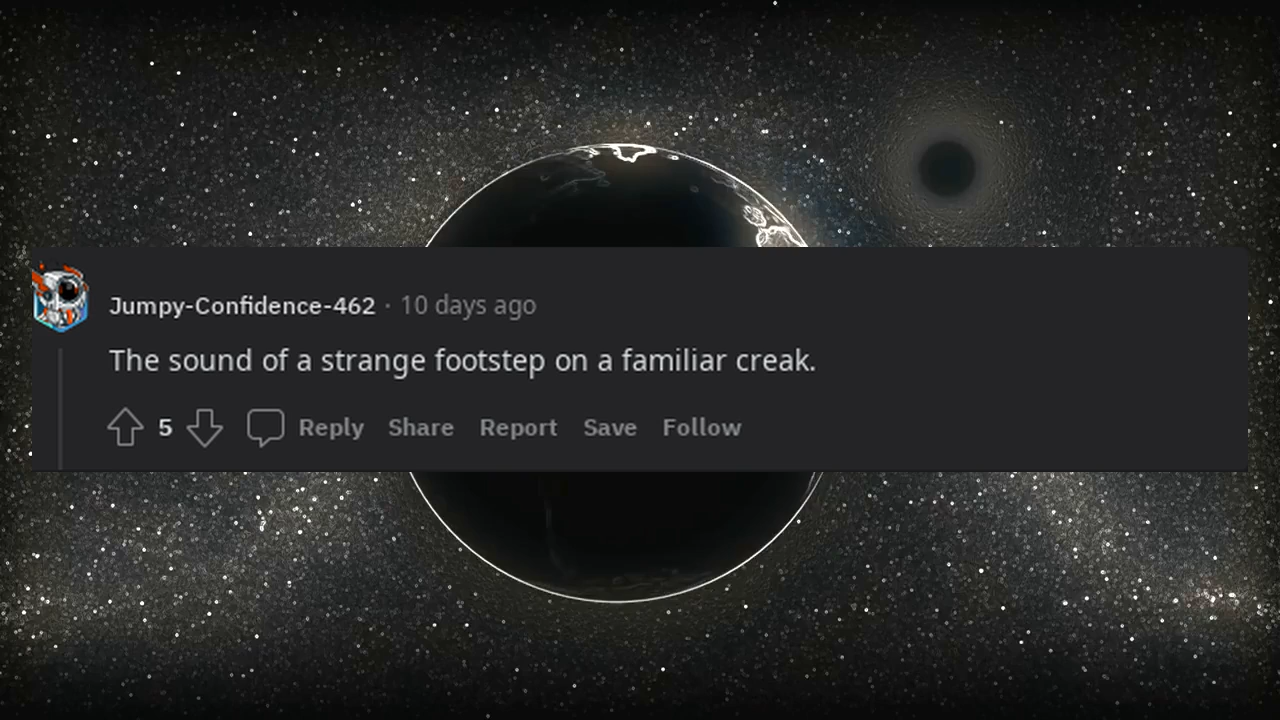 Jumpy-Confidence-462 · 10 days ago
The sound of a strange footstep on a familiar creak.
5 Reply Share Report Save Follow